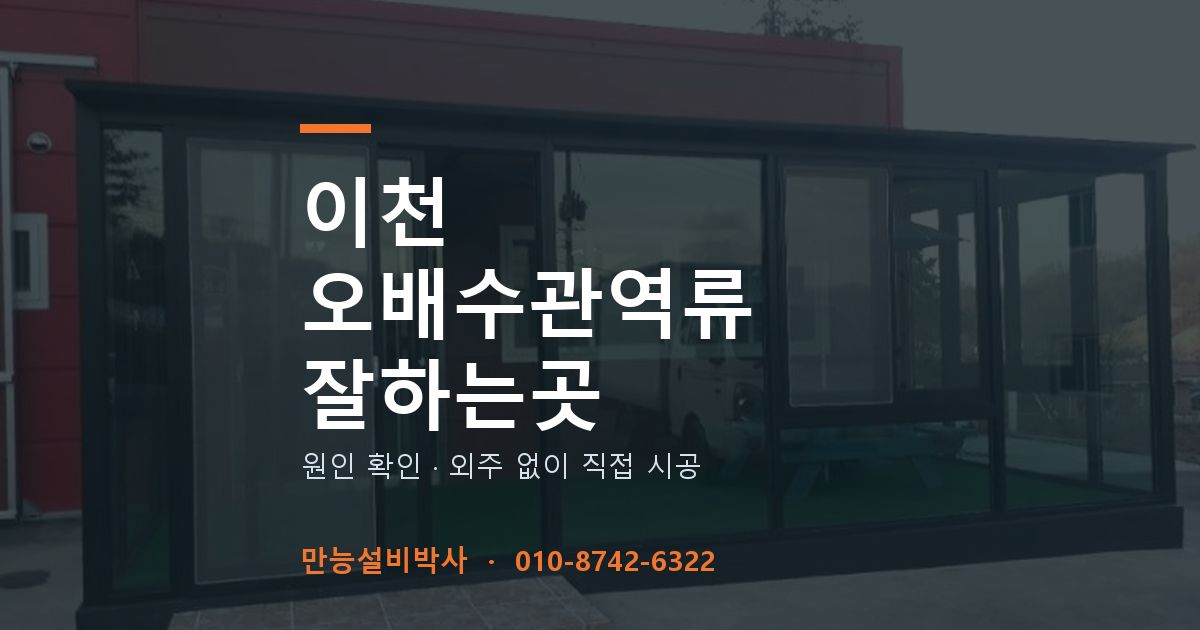 이천
오배수관역류
잘하는곳
원인 확인 · 외주 없이 직접 시공
만능설비박사 · 010-8742-6322